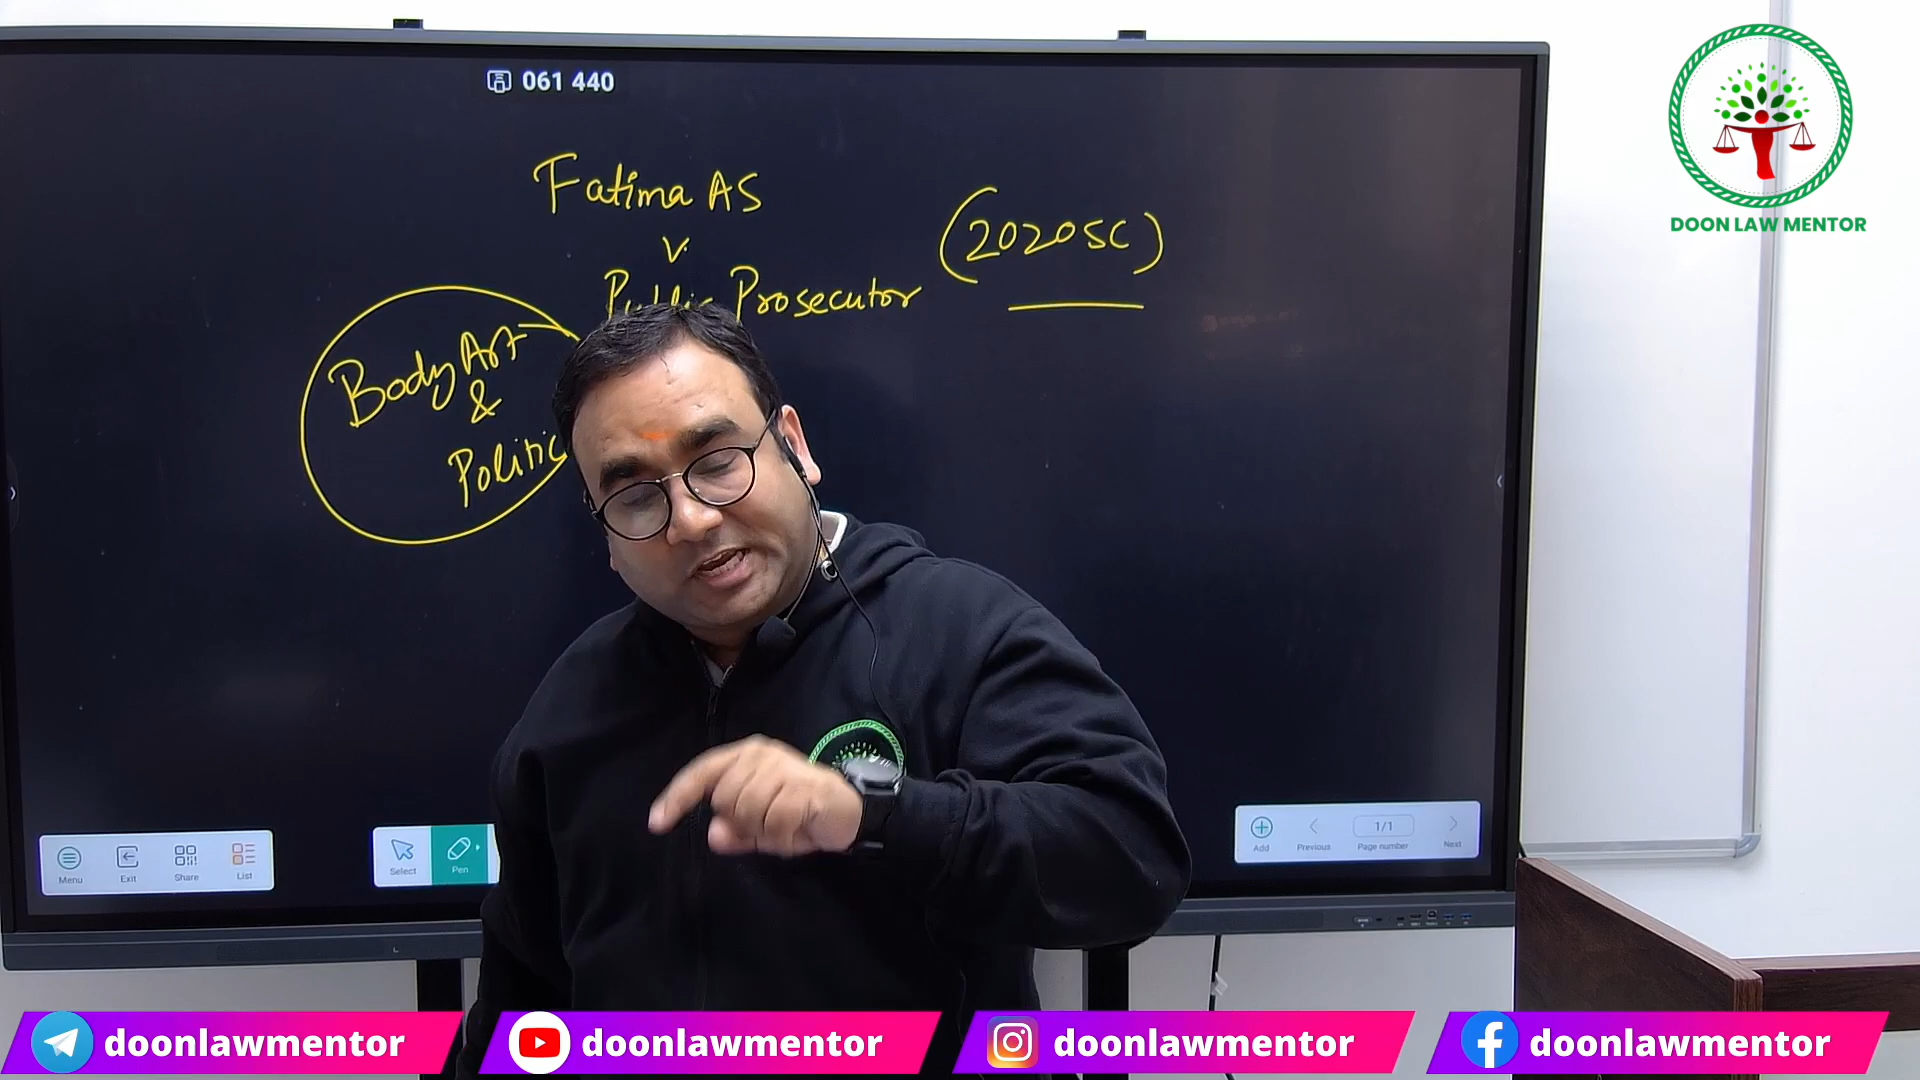 061 440
Fatima AS
v.
Public Prosecutor
(2020 SC)
Body Art
&
Politic
DOON LAW MENTOR
Menu
Exit
Share
List
Select
Pen
Add
Previous
1/1
Page number
Next
doonlawmentor
doonlawmentor
doonlawmentor
doonlawmentor